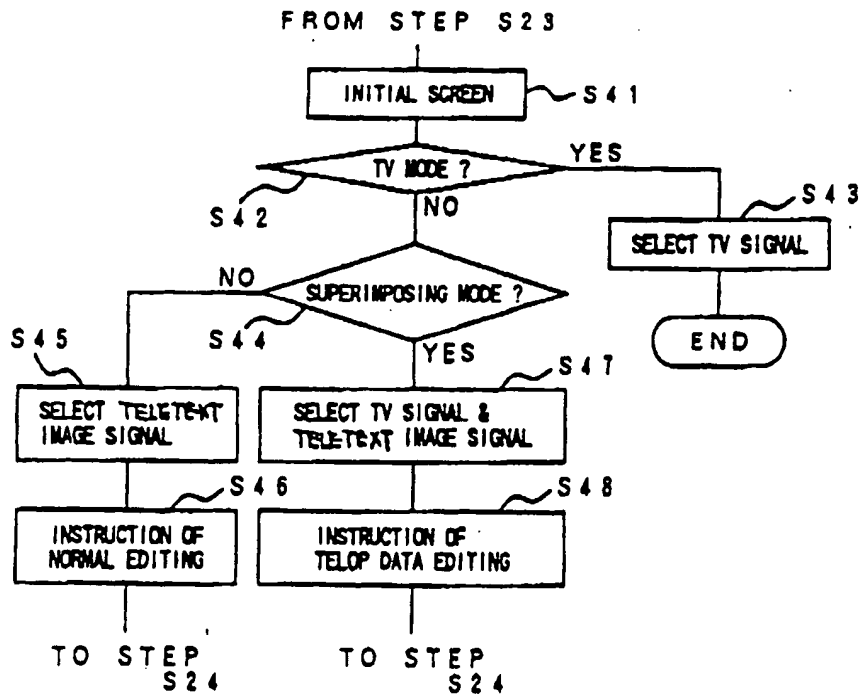 FROM STEP S23
INITIAL SCREEN
S41
TV MODE ?
YES
S42
NO
S43
SELECT TV SIGNAL
END
SUPERIMPOSING MODE ?
NO
S44
YES
S45
SELECT TELETEXT
IMAGE SIGNAL
S47
SELECT TV SIGNAL &
TELETEXT IMAGE SIGNAL
S46
INSTRUCTION OF
NORMAL EDITING
S48
INSTRUCTION OF
TELOP DATA EDITING
TO STEP
S24
TO STEP
S24